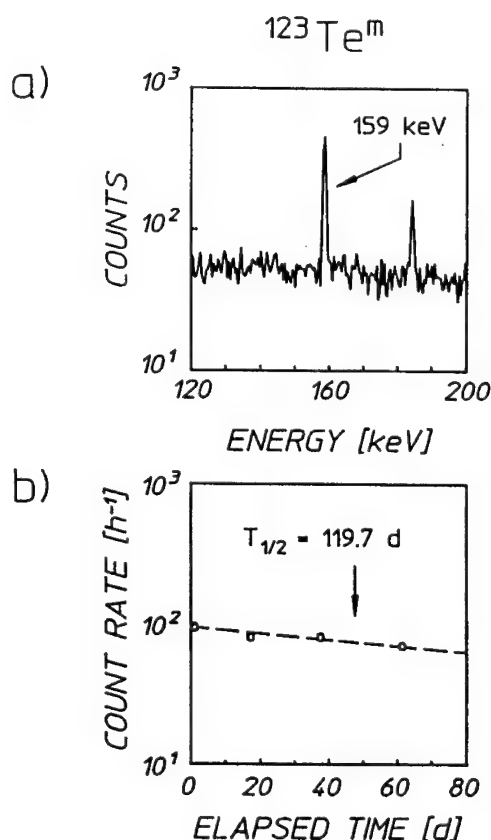 ¹²³Teᵐ
a)
10³
159 keV
COUNTS
10²
10¹
120 160 200
ENERGY [keV]
b)
10³
T₁/₂ = 119.7 d
COUNT RATE [h⁻¹]
10²
10¹
0 20 40 60 80
ELAPSED TIME [d]